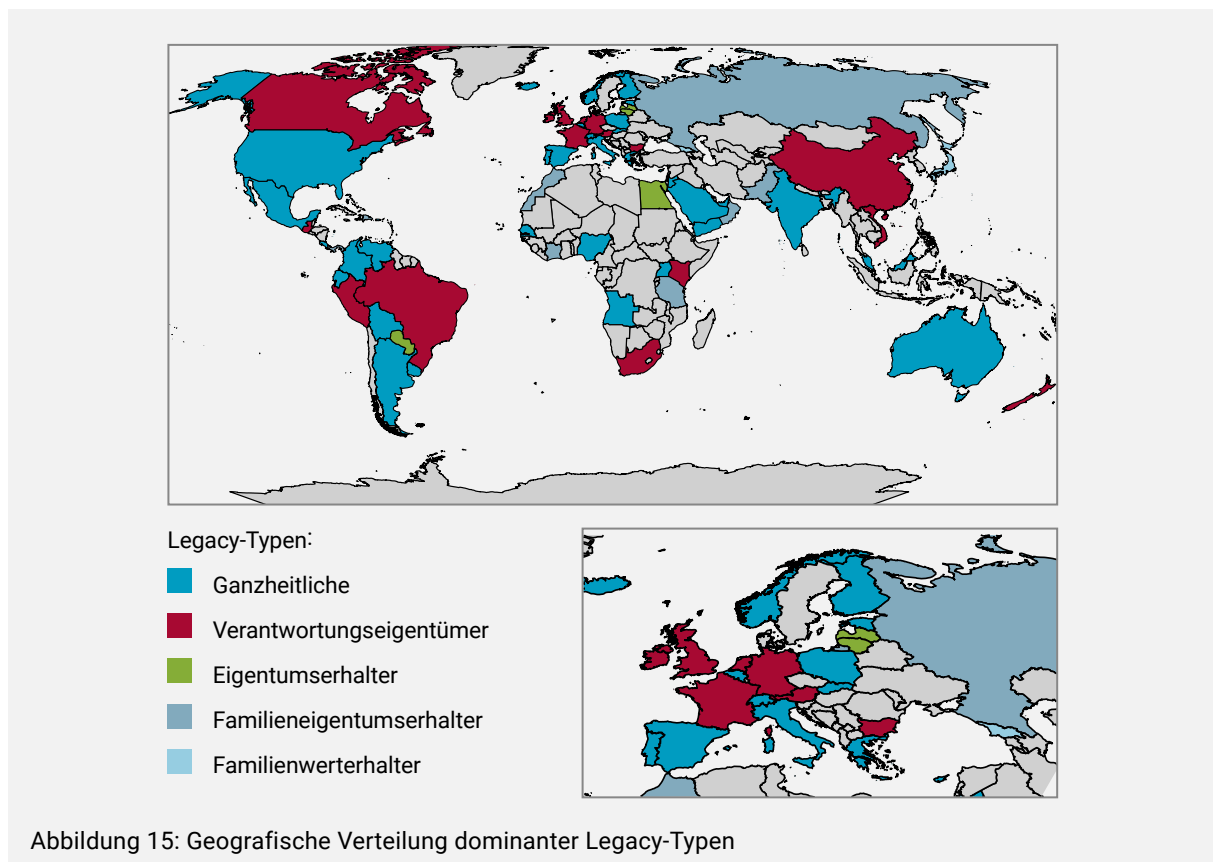 Legacy-Typen:
Ganzheitliche
Verantwortungseigentümer
Eigentumserhalter
Familieneigentumserhalter
Familienwerterhalter
Abbildung 15: Geografische Verteilung dominanter Legacy-Typen